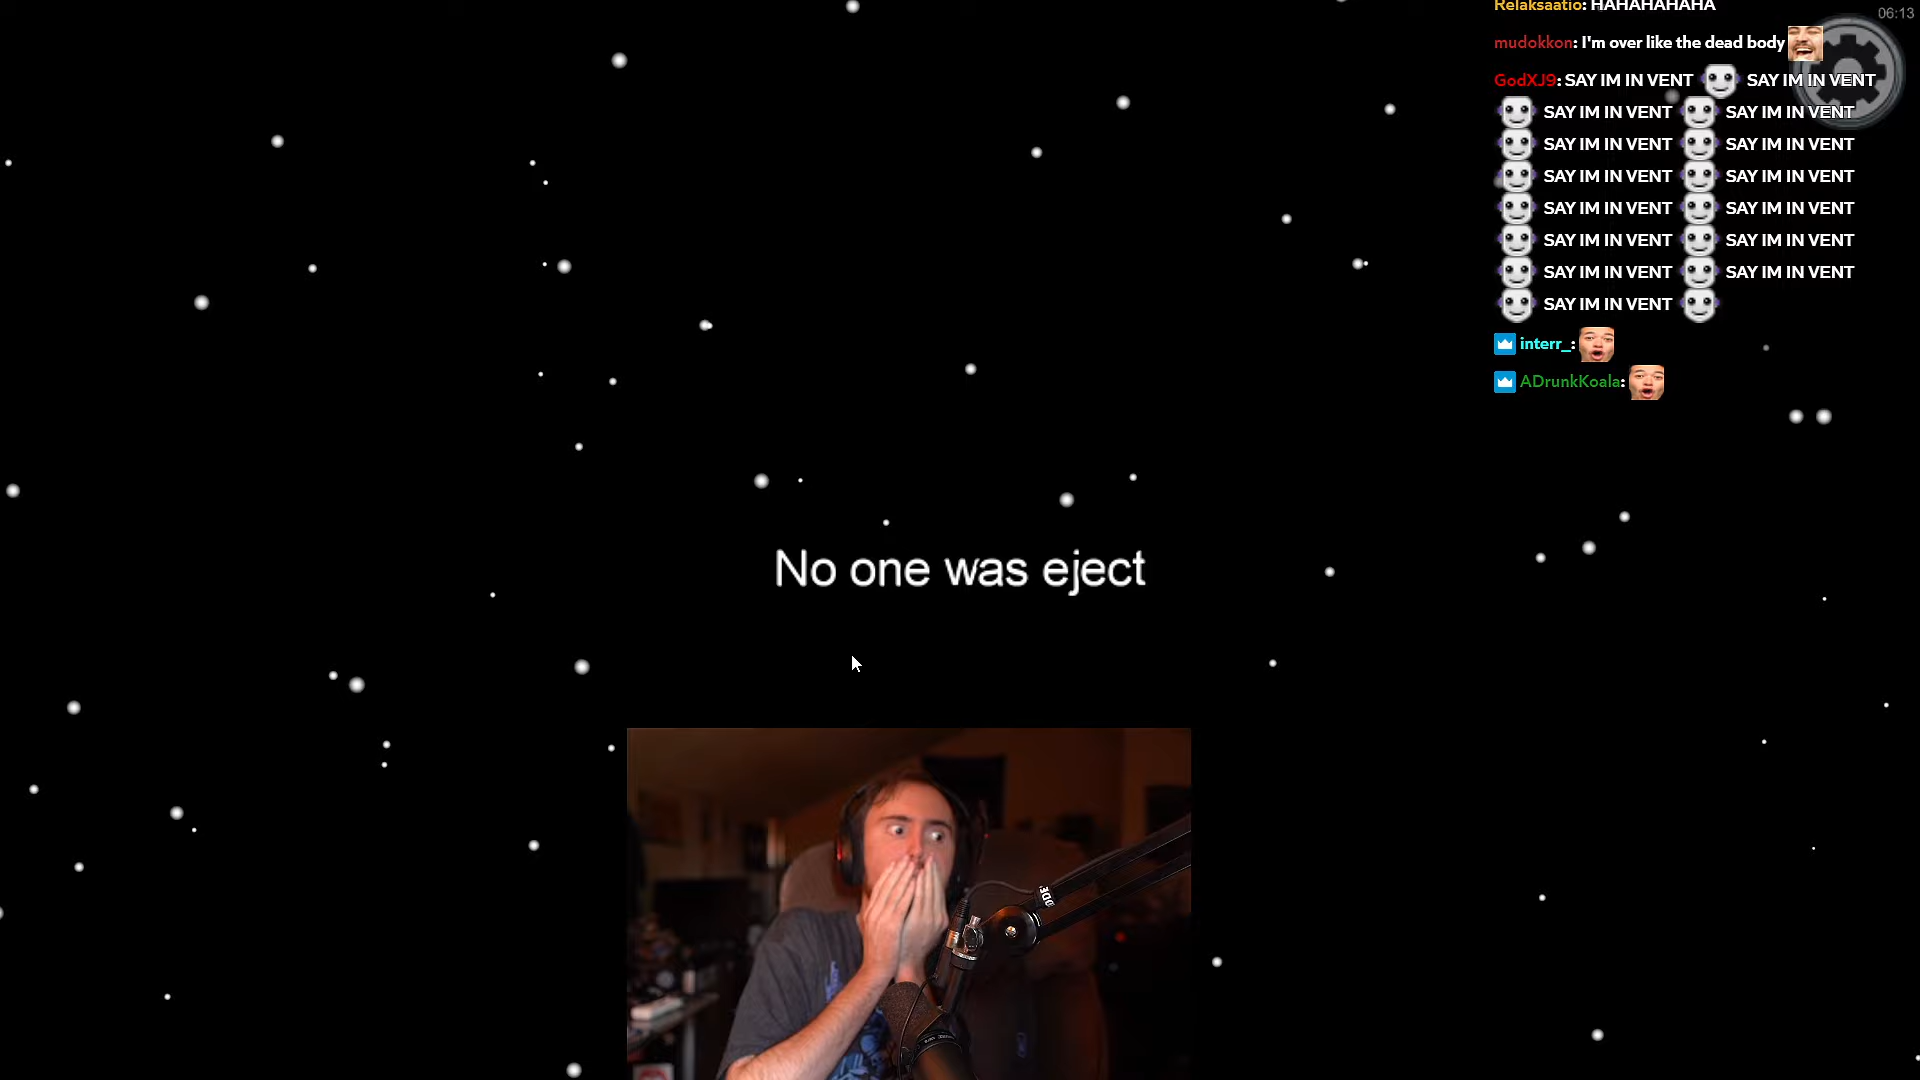 06:13
Relaksaatio: HAHAHAHAHA
mudokkon: I'm over like the dead body
GodXJ9: SAY IM IN VENT SAY IM IN VENT
SAY IM IN VENT SAY IM IN VENT
SAY IM IN VENT SAY IM IN VENT
SAY IM IN VENT SAY IM IN VENT
SAY IM IN VENT SAY IM IN VENT
SAY IM IN VENT SAY IM IN VENT
SAY IM IN VENT SAY IM IN VENT
SAY IM IN VENT
interr_:
ADrunkKoala:
No one was eject